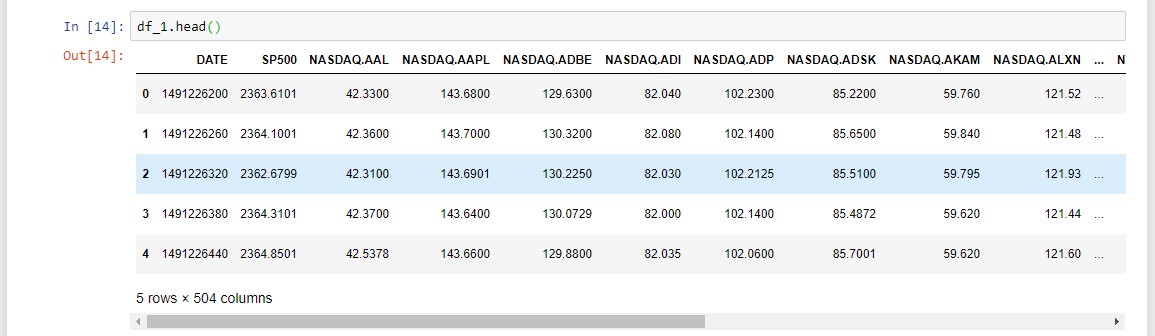 In [14]: df_1.head()
Out[14]:
DATE SP500 NASDAQ.AAL NASDAQ.AAPL NASDAQ.ADBE NASDAQ.ADI NASDAQ.ADP NASDAQ.ADSK NASDAQ.AKAM NASDAQ.ALXN ... N
0 1491226200 2363.6101 42.3300 143.6800 129.6300 82.040 102.2300 85.2200 59.760 121.52 ...
1 1491226260 2364.1001 42.3600 143.7000 130.3200 82.080 102.1400 85.6500 59.840 121.48 ...
2 1491226320 2362.6799 42.3100 143.6901 130.2250 82.030 102.2125 85.5100 59.795 121.93 ...
3 1491226380 2364.3101 42.3700 143.6400 130.0729 82.000 102.1400 85.4872 59.620 121.44 ...
4 1491226440 2364.8501 42.5378 143.6600 129.8800 82.035 102.0600 85.7001 59.620 121.60 ...
5 rows × 504 columns